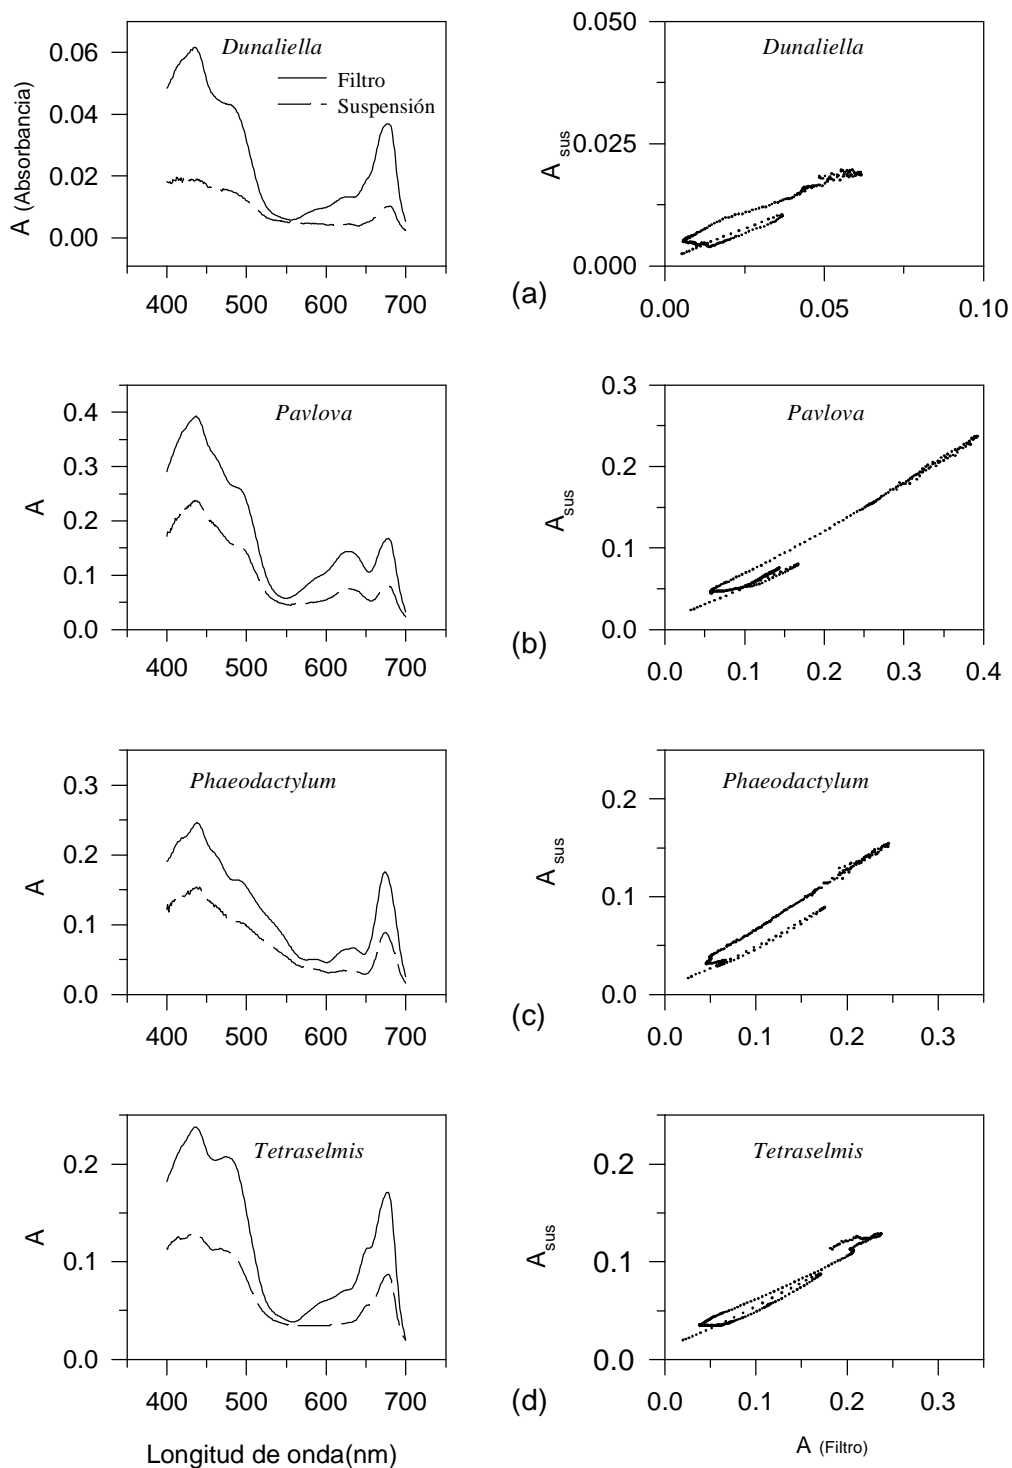 Dunaliella
Filtro
Suspensión
A (Absorbancia)
0.06
0.04
0.02
0.00
400 500 600 700
Dunaliella
A sus
0.050
0.025
0.000
0.00 0.05 0.10
(a)
Pavlova
A
0.4
0.3
0.2
0.1
0.0
400 500 600 700
Pavlova
A sus
0.3
0.2
0.1
0.0
0.0 0.1 0.2 0.3 0.4
(b)
Phaeodactylum
A
0.3
0.2
0.1
0.0
400 500 600 700
Phaeodactylum
A sus
0.2
0.1
0.0
0.0 0.1 0.2 0.3
(c)
Tetraselmis
A
0.2
0.1
0.0
400 500 600 700
Tetraselmis
A sus
0.2
0.1
0.0
0.0 0.1 0.2 0.3
(d)
Longitud de onda(nm)
A (Filtro)